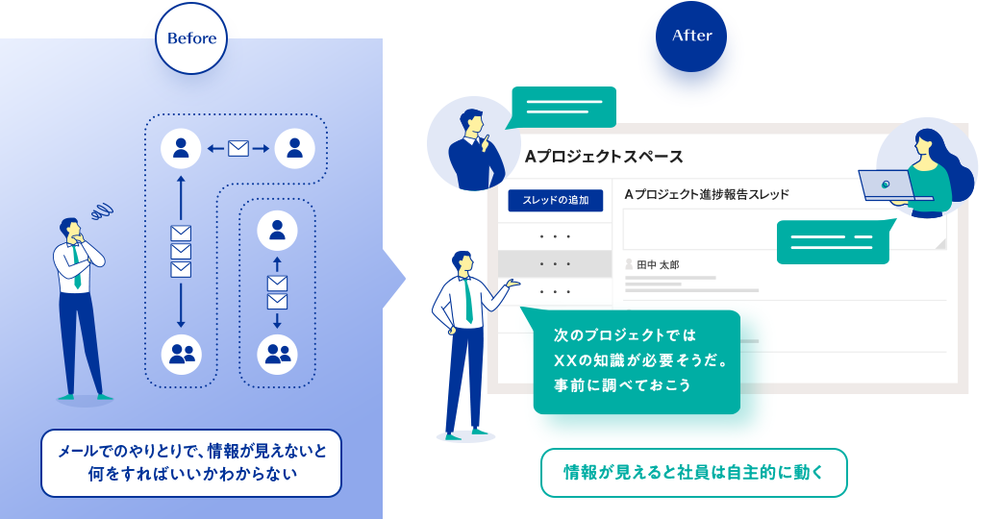 Before
メールでのやりとりで、情報が見えないと
何をすればいいかわからない
After
Aプロジェクトスペース
スレッドの追加
・・・
・・・
・・・
Aプロジェクト進捗報告スレッド
田中 太郎
次のプロジェクトでは
XXの知識が必要そうだ。
事前に調べておこう
情報が見えると社員は自主的に動く